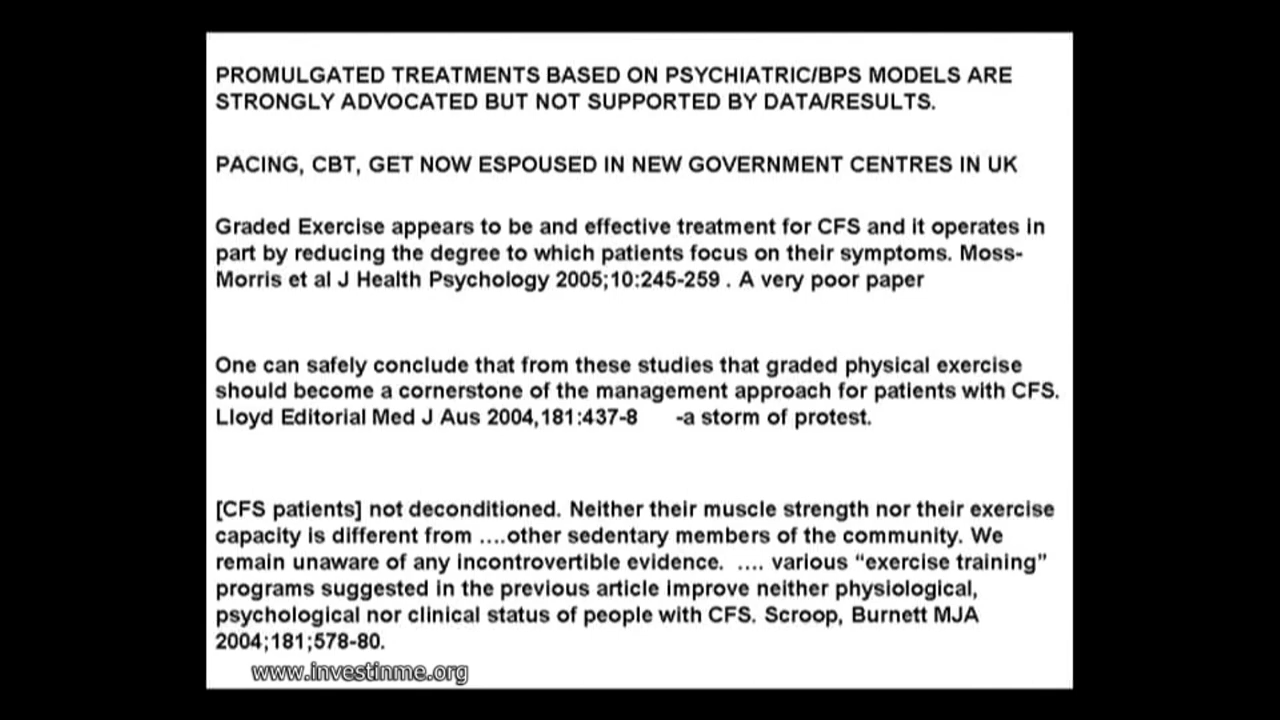 PROMULGATED TREATMENTS BASED ON PSYCHIATRIC/BPS MODELS ARE
STRONGLY ADVOCATED BUT NOT SUPPORTED BY DATA/RESULTS.
PACING, CBT, GET NOW ESPOUSED IN NEW GOVERNMENT CENTRES IN UK
Graded Exercise appears to be and effective treatment for CFS and it operates in
part by reducing the degree to which patients focus on their symptoms. Moss-
Morris et al J Health Psychology 2005;10:245-259 . A very poor paper
One can safely conclude that from these studies that graded physical exercise
should become a cornerstone of the management approach for patients with CFS.
Lloyd Editorial Med J Aus 2004,181:437-8 -a storm of protest.
[CFS patients] not deconditioned. Neither their muscle strength nor their exercise
capacity is different from ....other sedentary members of the community. We
remain unaware of any incontrovertible evidence. .... various “exercise training”
programs suggested in the previous article improve neither physiological,
psychological nor clinical status of people with CFS. Scroop, Burnett MJA
2004;181;578-80.
www.investinme.org